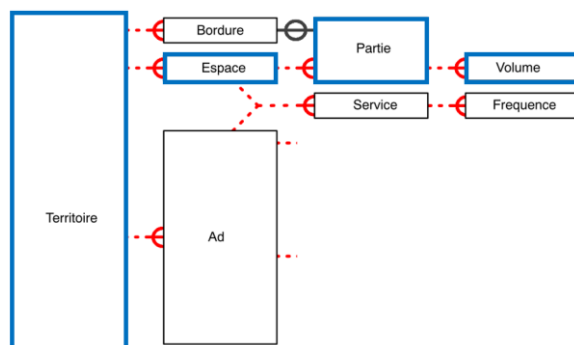 Bordure
Partie
Espace
Volume
Service
Frequence
Territoire
Ad